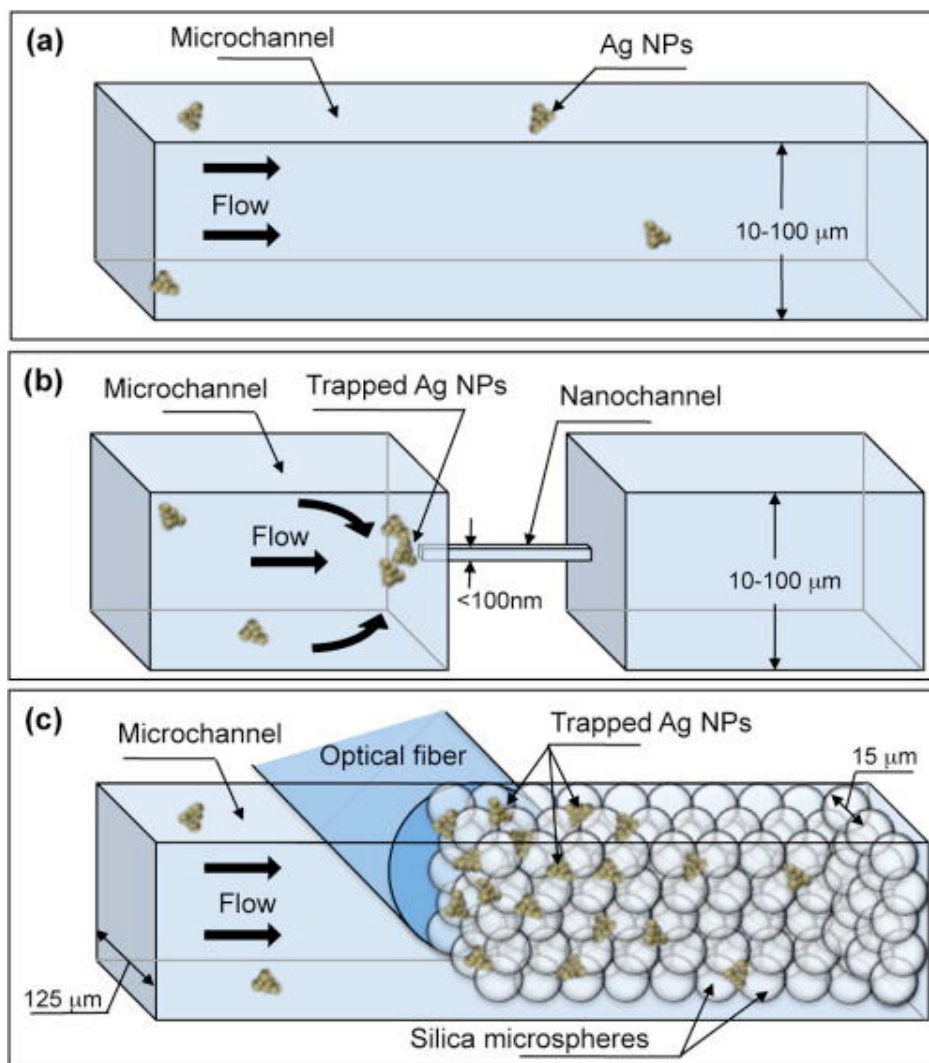 (a)
Microchannel
Ag NPs
Flow
10-100 μm
(b)
Microchannel
Trapped Ag NPs
Nanochannel
Flow
<100nm
10-100 μm
(c)
Microchannel
Trapped Ag NPs
15 μm
Optical fiber
Flow
125 μm
Silica microspheres